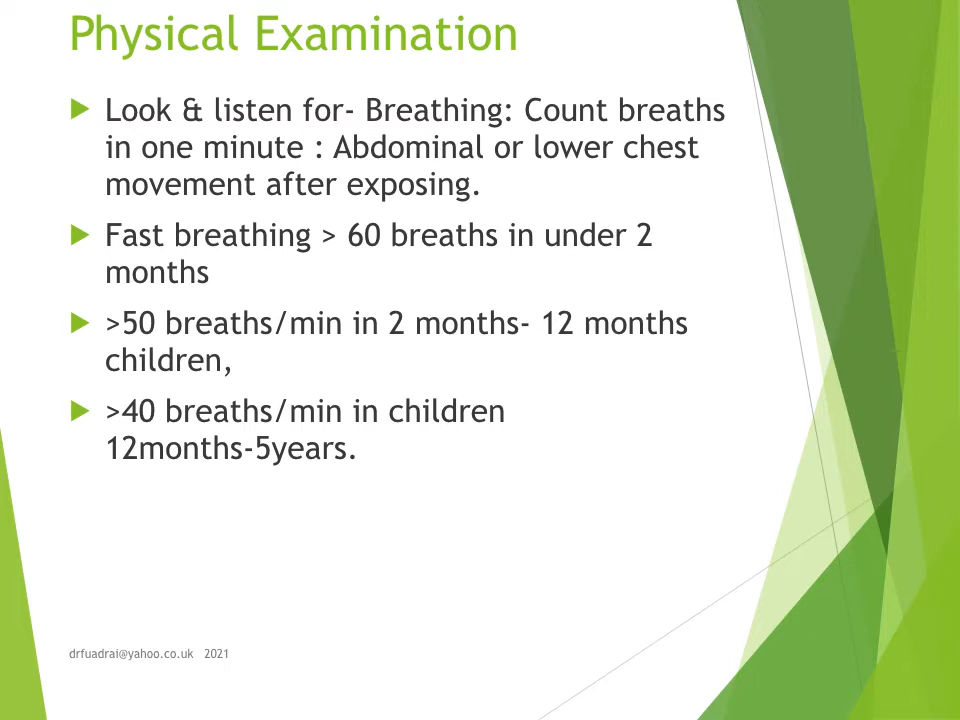 Physical Examination
Look & listen for- Breathing: Count breaths
in one minute : Abdominal or lower chest
movement after exposing.
Fast breathing > 60 breaths in under 2
months
>50 breaths/min in 2 months- 12 months
children,
>40 breaths/min in children
12months-5years.
drfuadrai@yahoo.co.uk 2021